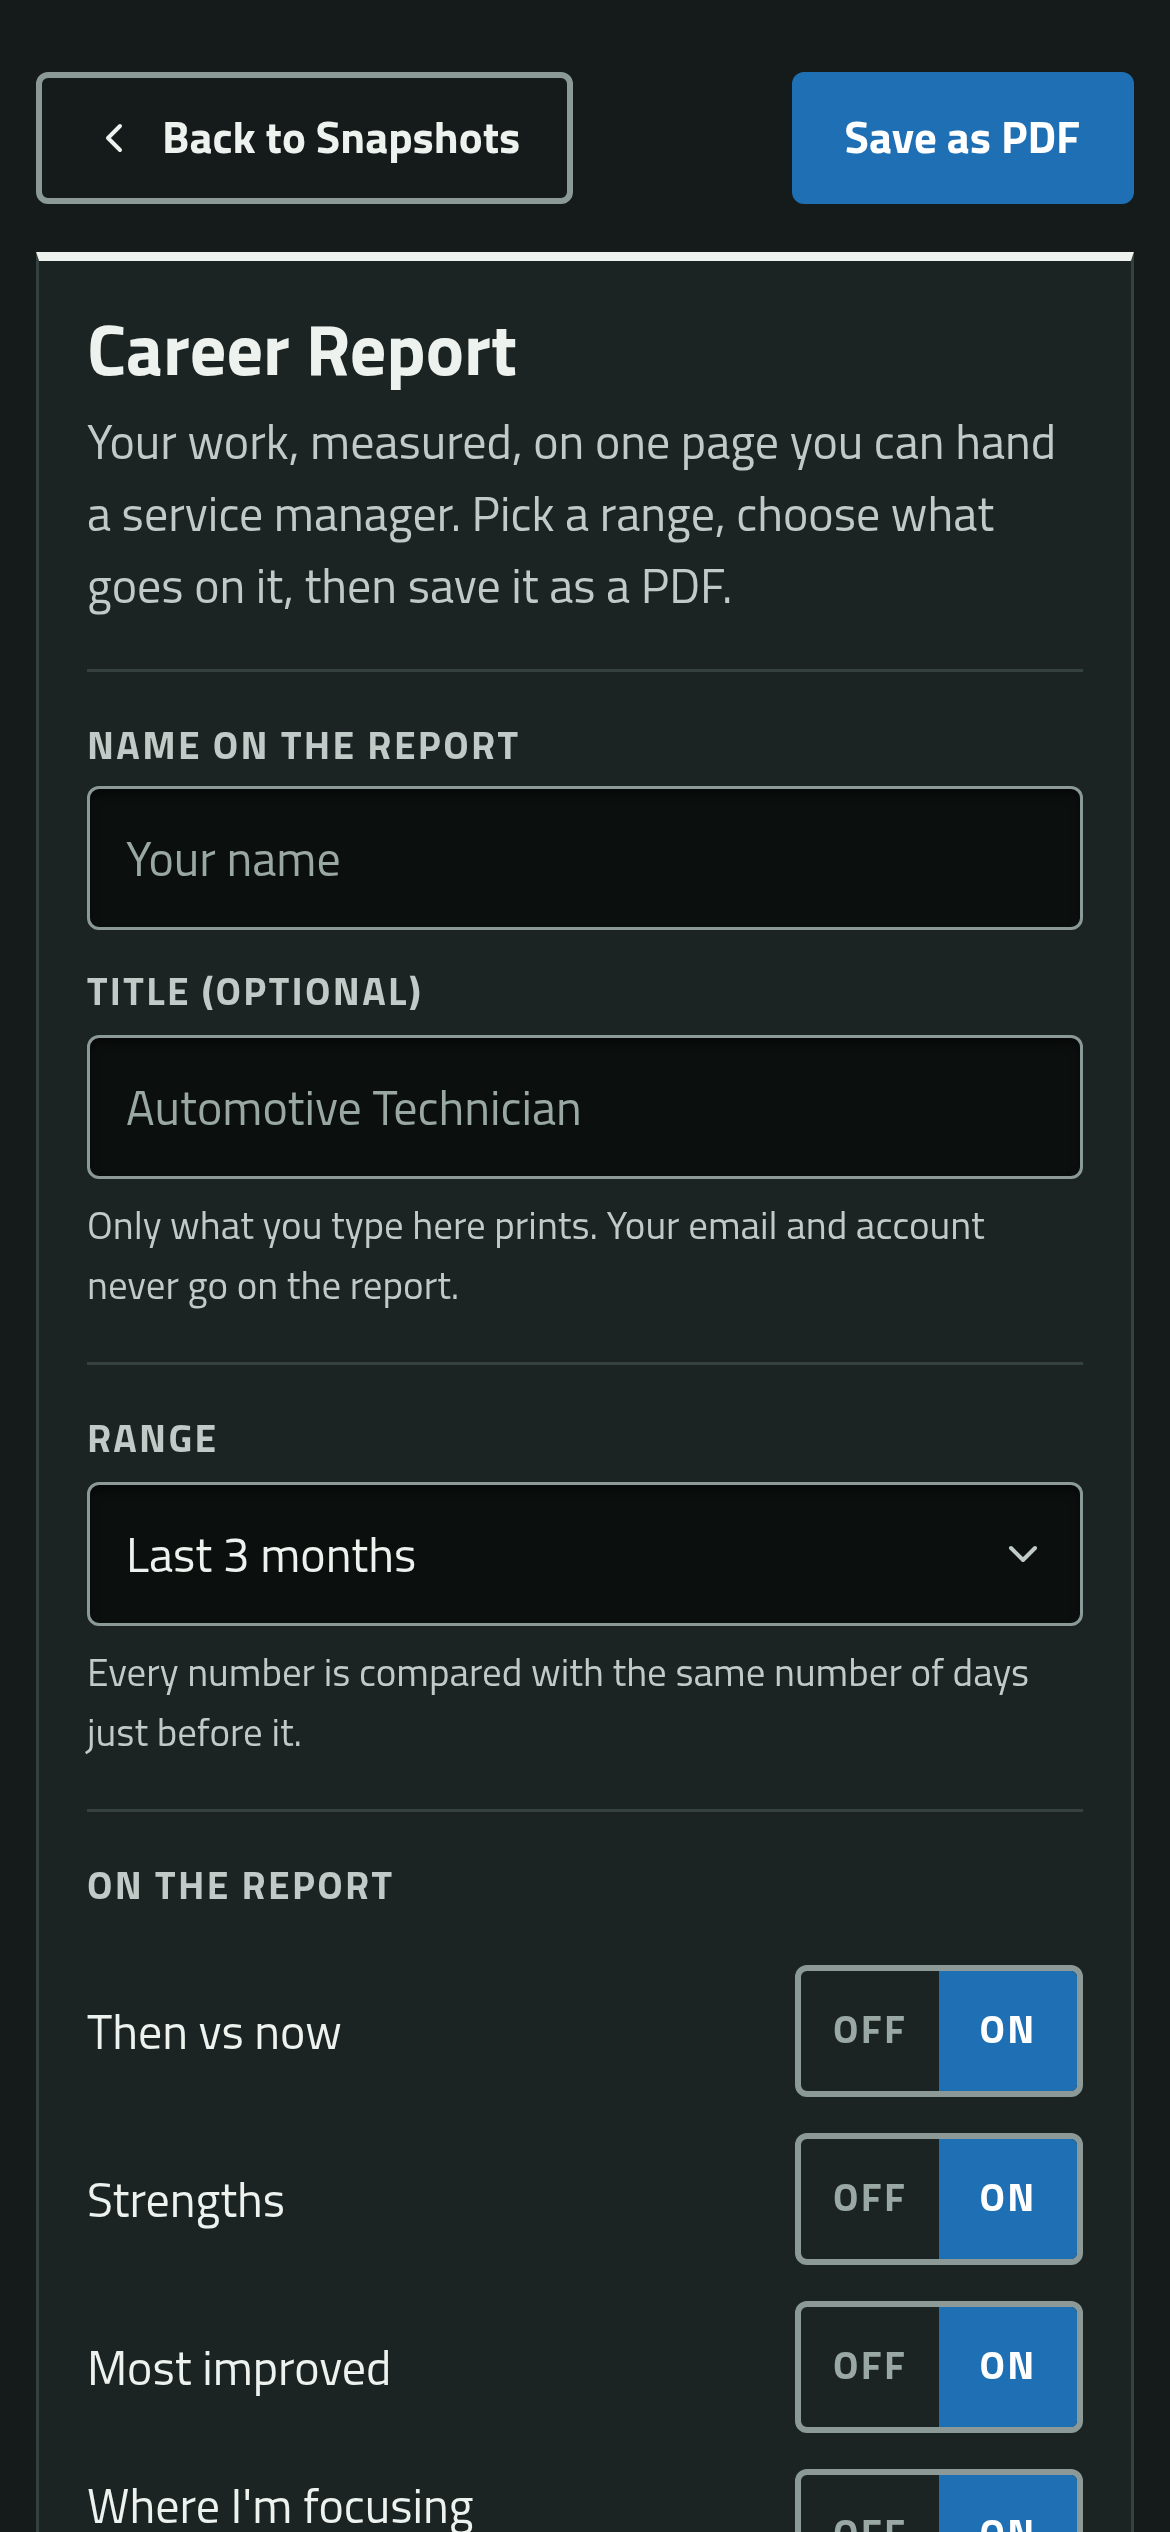 Back to Snapshots
Save as PDF
Career Report
Your work, measured, on one page you can hand
a service manager. Pick a range, choose what
goes on it, then save it as a PDF.
NAME ON THE REPORT
Your name
TITLE (OPTIONAL)
Automotive Technician
Only what you type here prints. Your email and account
never go on the report.
RANGE
Last 3 months
Every number is compared with the same number of days
just before it.
ON THE REPORT
Then vs now
OFF ON
Strengths
OFF ON
Most improved
OFF ON
Where I'm focusing
OFF ON